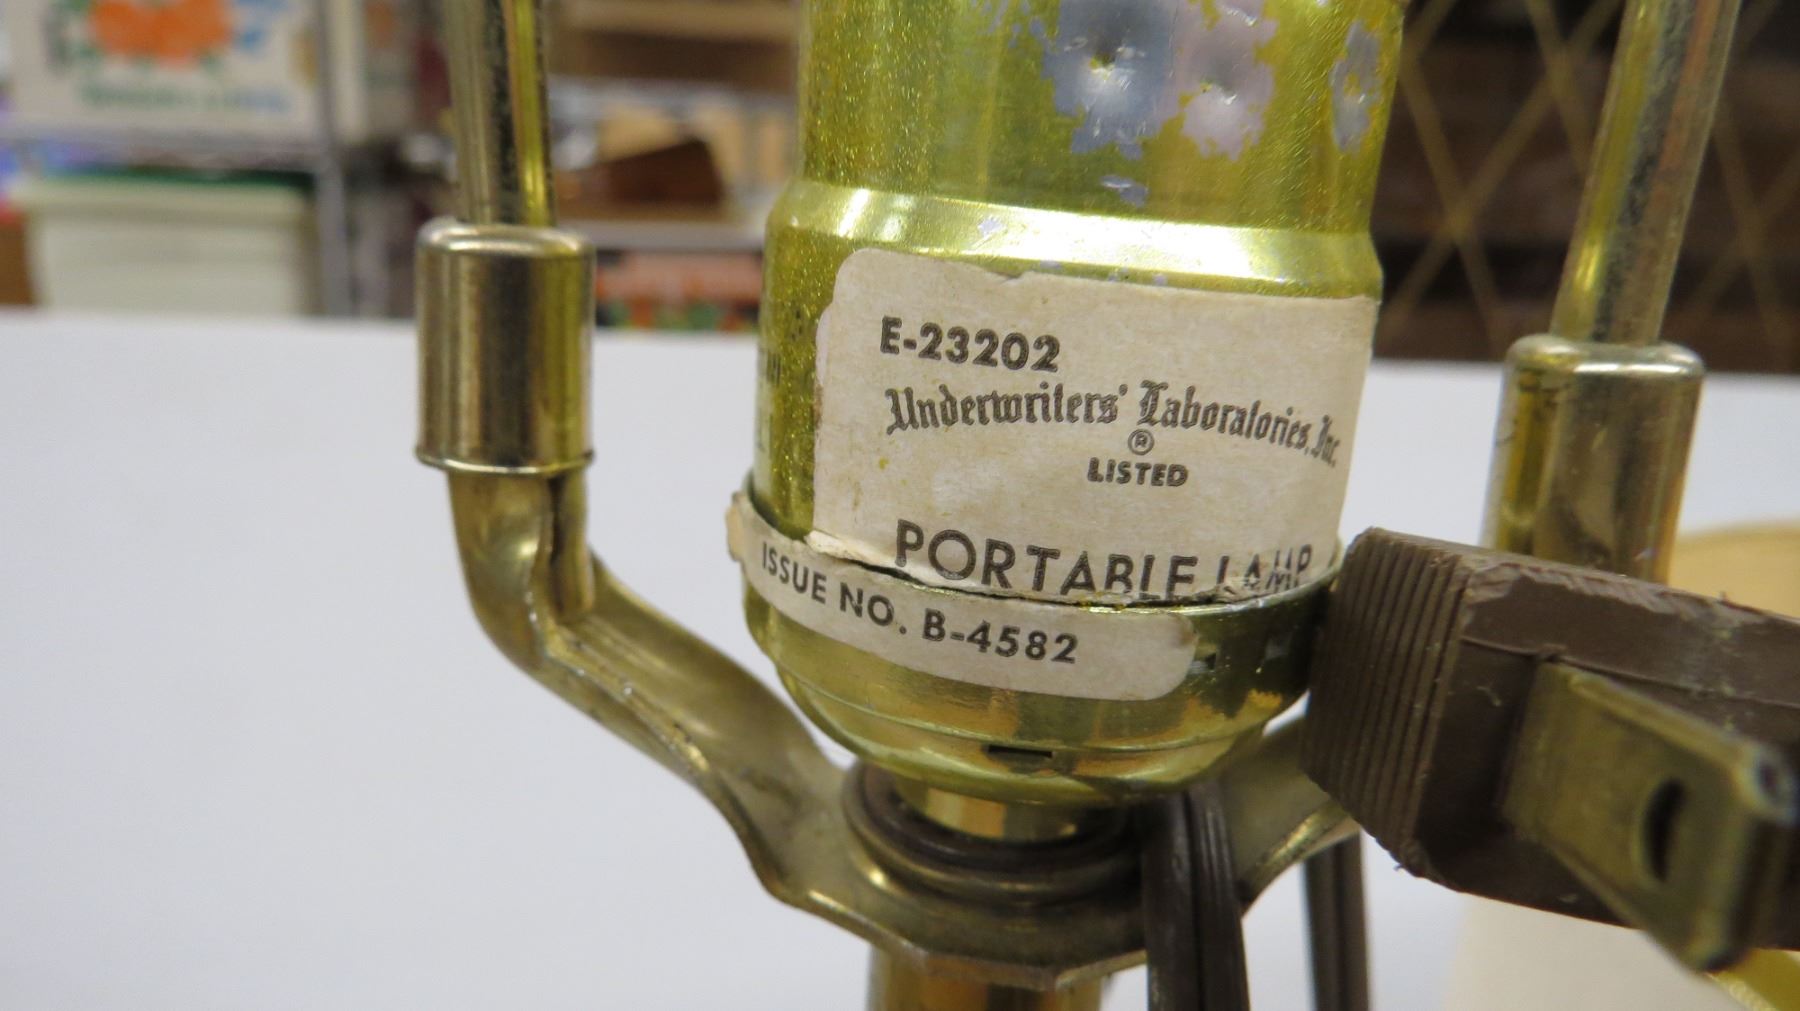 E-23202
Underwriters' Laboratories, Inc.
®
LISTED
PORTABLE LAMP
ISSUE NO. B-4582